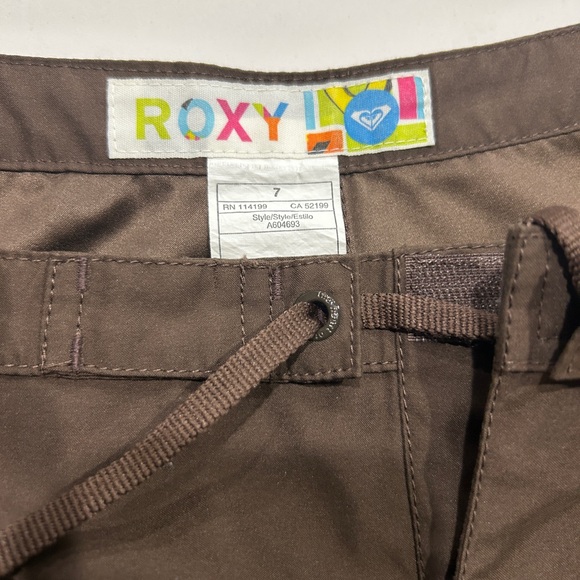 ROXY
7
RN 114199 CA 52199
Style/Style/Estilo
A604693